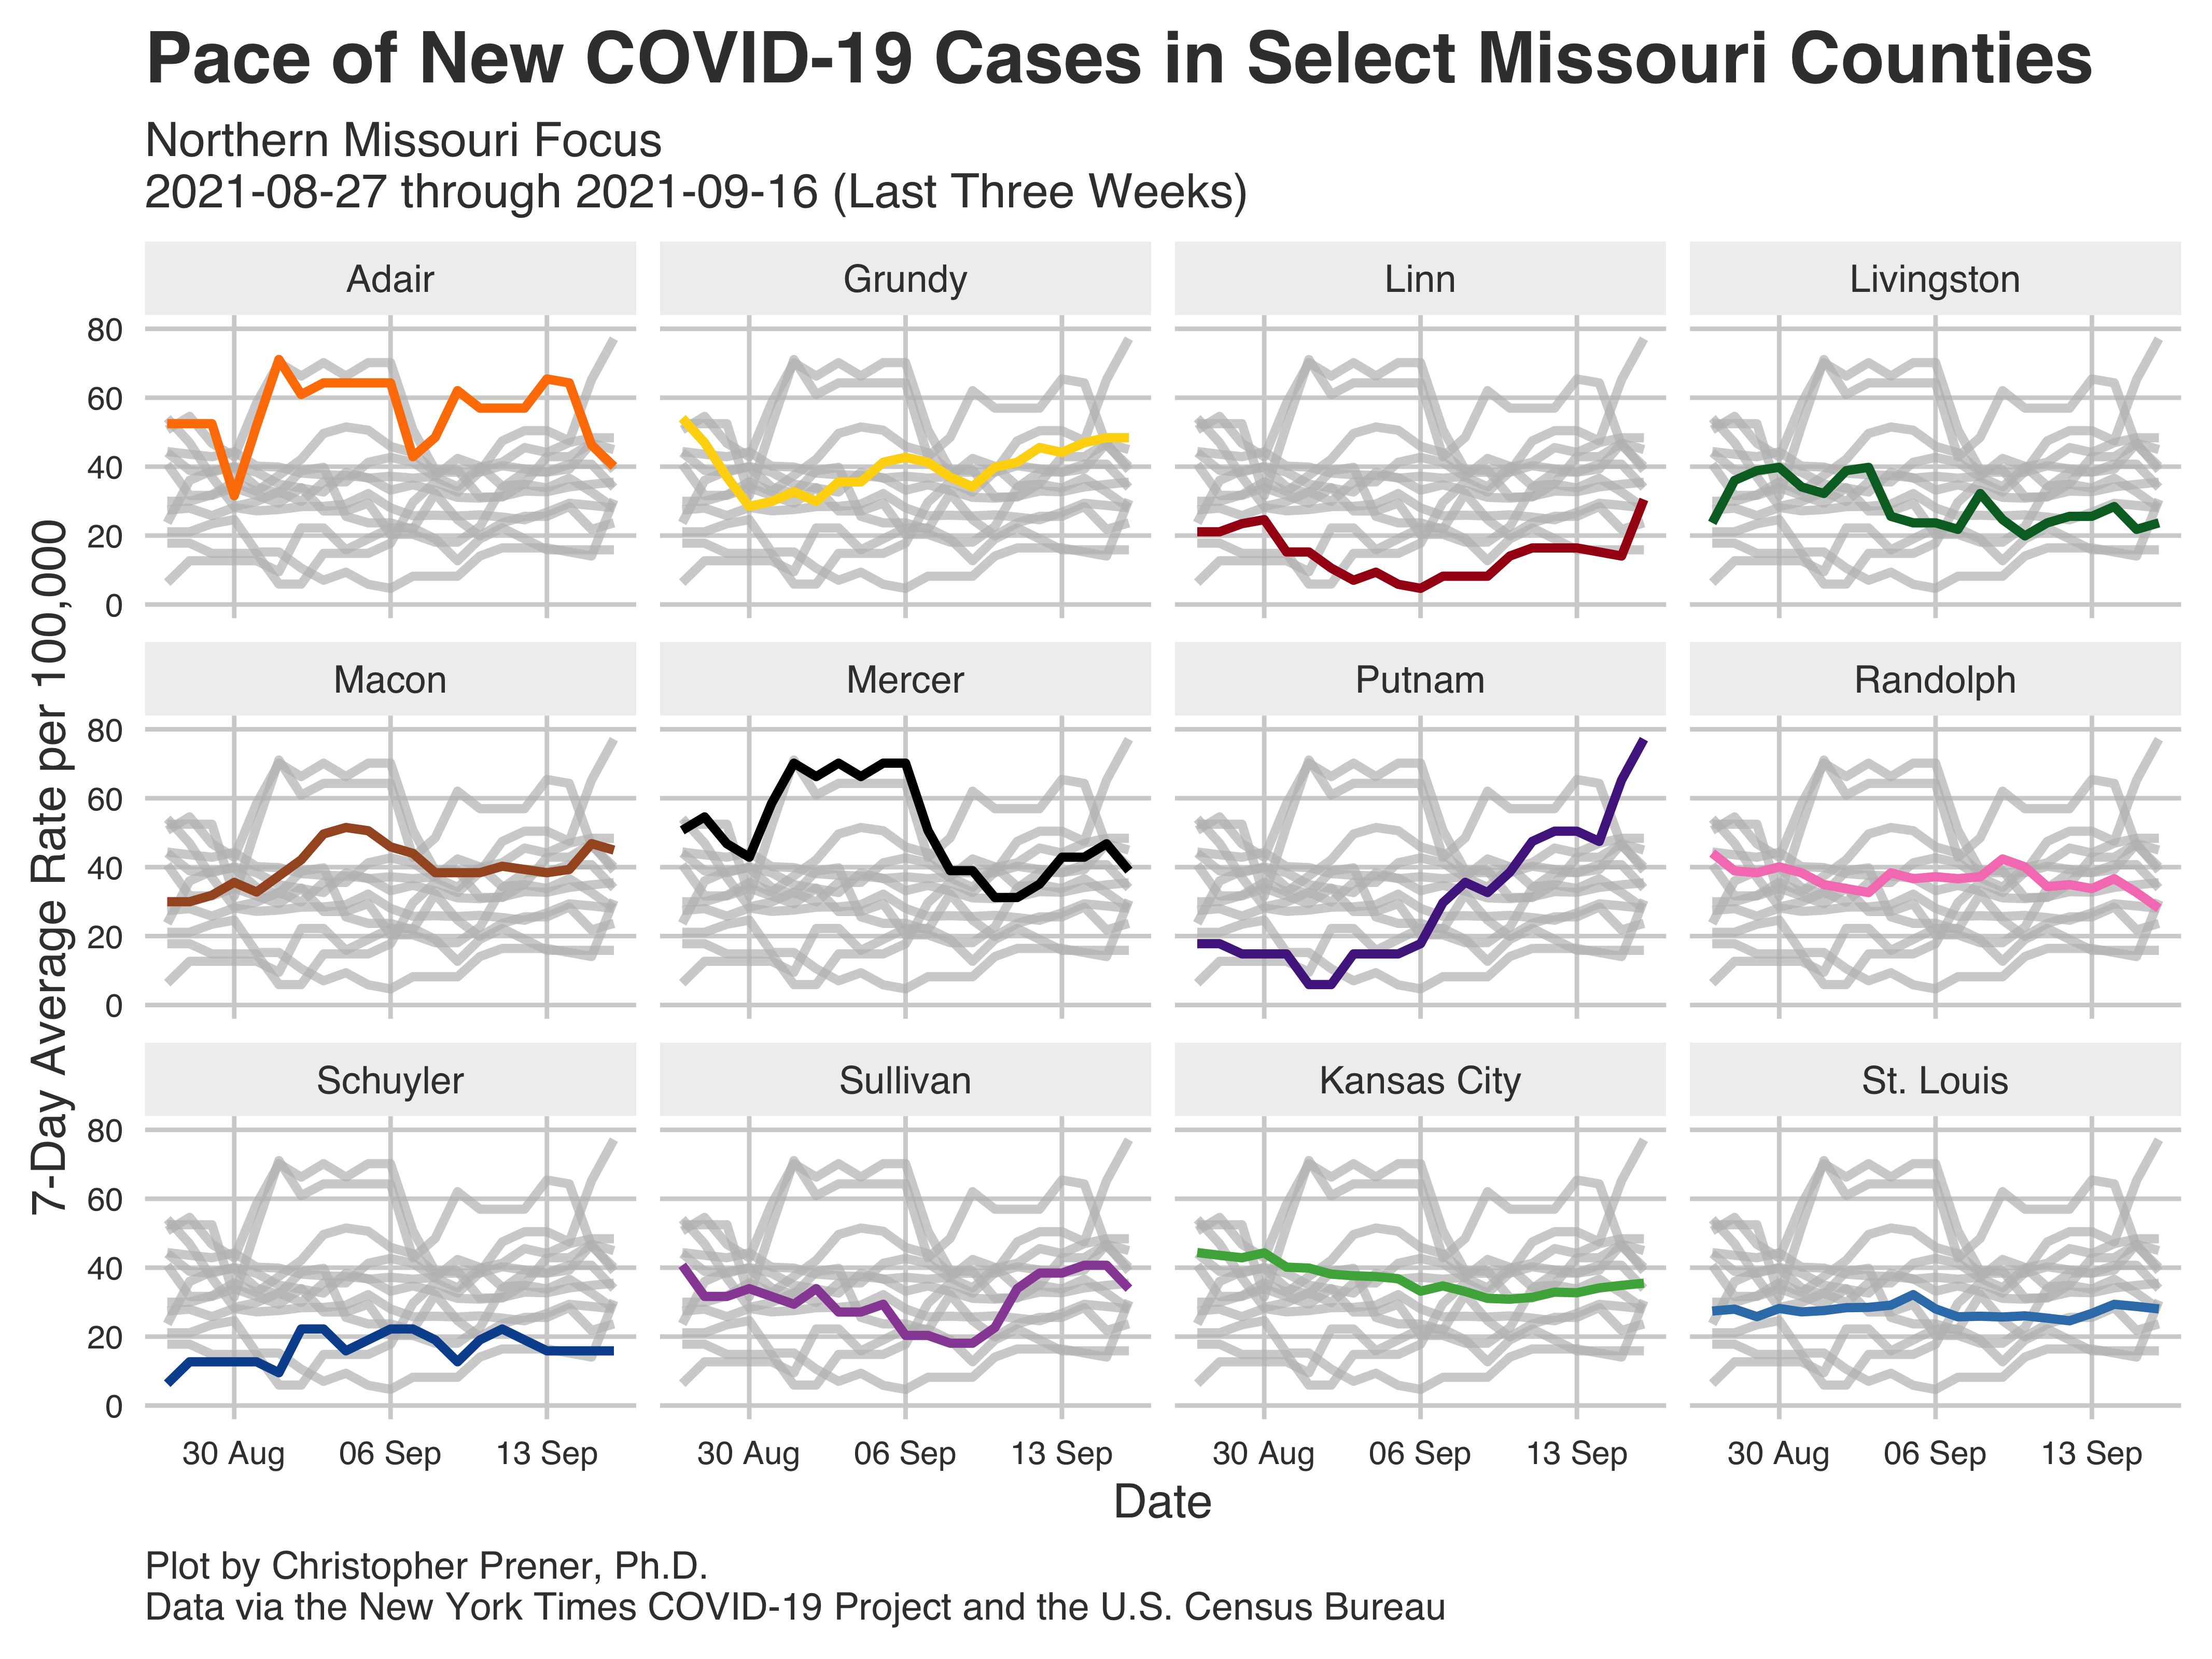 Pace of New COVID-19 Cases in Select Missouri Counties
Northern Missouri Focus
2021-08-27 through 2021-09-16 (Last Three Weeks)
7-Day Average Rate per 100,000
Adair
Grundy
Linn
Livingston
80
60
40
20
0
Macon
Mercer
Putnam
Randolph
80
60
40
20
0
Schuyler
Sullivan
Kansas City
St. Louis
80
60
40
20
0
30 Aug 06 Sep 13 Sep
30 Aug 06 Sep 13 Sep
30 Aug 06 Sep 13 Sep
30 Aug 06 Sep 13 Sep
Date
Plot by Christopher Prener, Ph.D.
Data via the New York Times COVID-19 Project and the U.S. Census Bureau